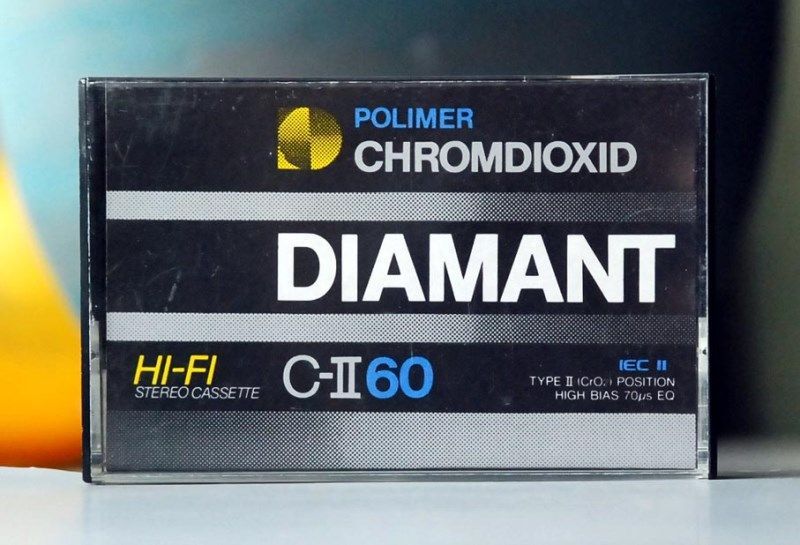 POLIMER
CHROMDIOXID
DIAMANT
HI-FI
STEREO CASSETTE
C-II 60
IEC II
TYPE II (CrO₂) POSITION
HIGH BIAS 70µs EQ